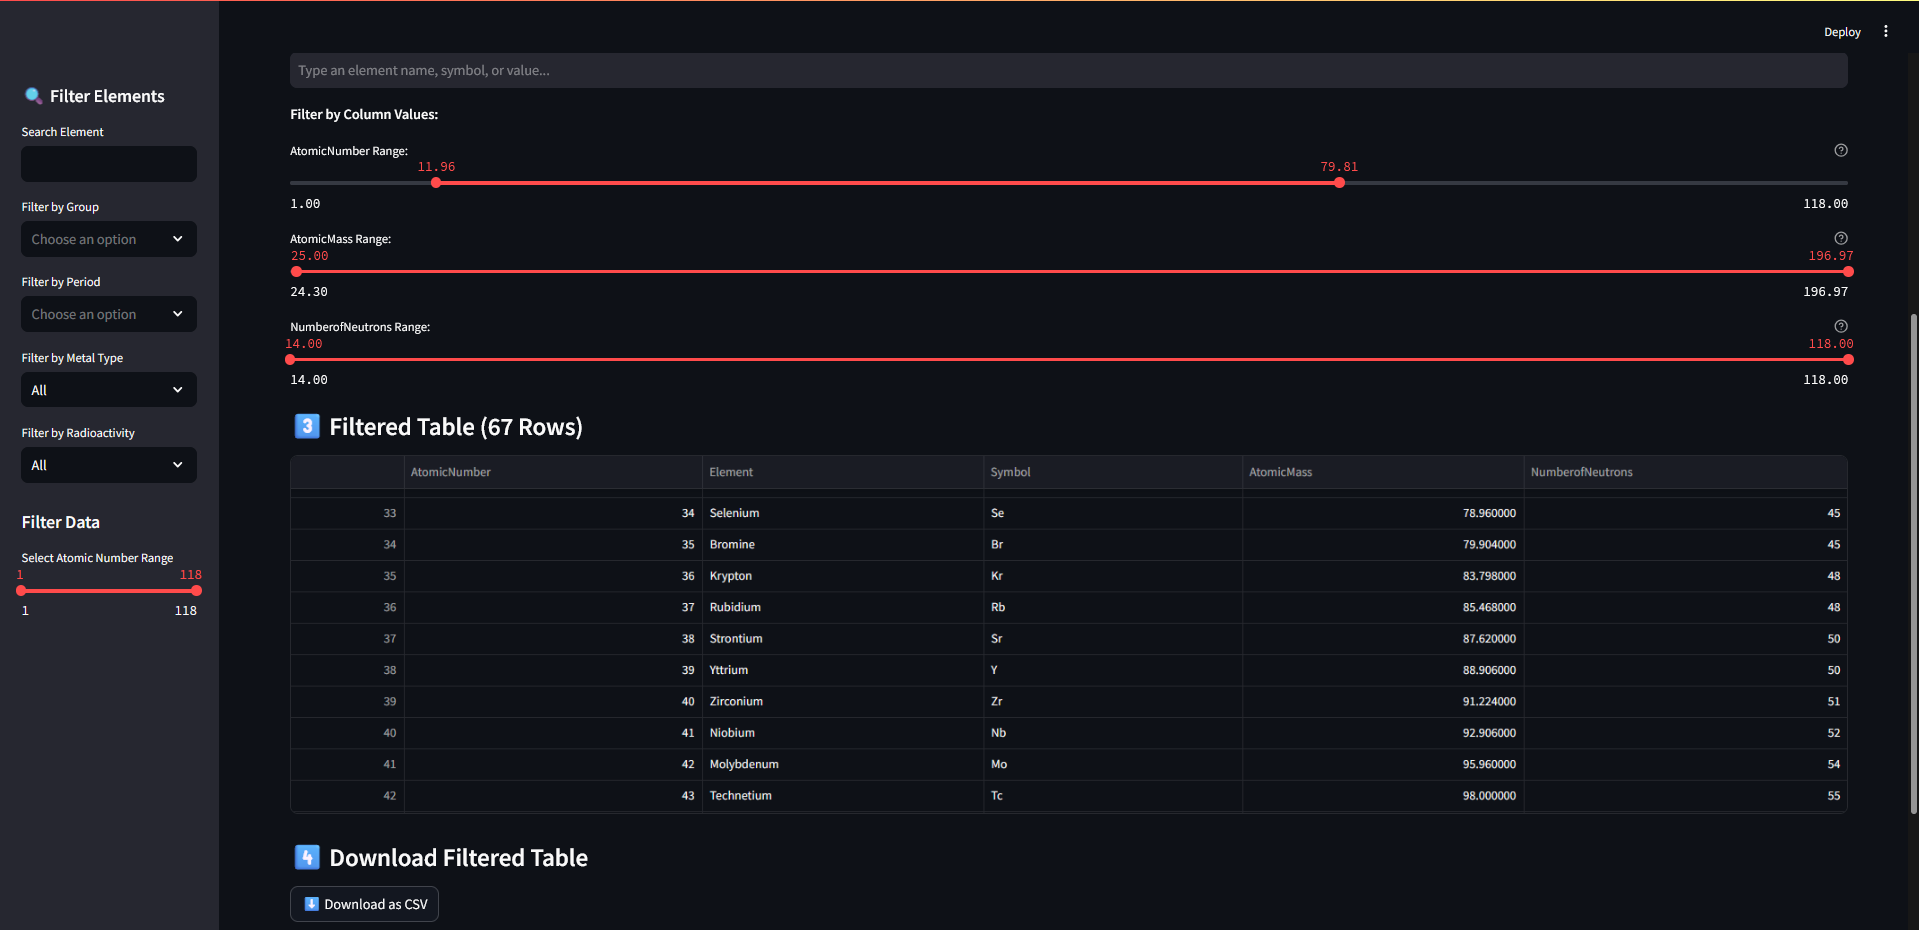 Deploy
Filter Elements
Search Element
Filter by Group
Choose an option
Filter by Period
Choose an option
Filter by Metal Type
All
Filter by Radioactivity
All
Filter Data
Select Atomic Number Range
1 118
1 118
Type an element name, symbol, or value...
Filter by Column Values:
AtomicNumber Range:
11.96 79.81
1.00 118.00
AtomicMass Range:
25.00 196.97
24.30 196.97
NumberofNeutrons Range:
14.00 118.00
14.00 118.00
3 Filtered Table (67 Rows)
AtomicNumber Element Symbol AtomicMass NumberofNeutrons
33 34 Selenium Se 78.960000 45
34 35 Bromine Br 79.904000 45
35 36 Krypton Kr 83.798000 48
36 37 Rubidium Rb 85.468000 48
37 38 Strontium Sr 87.620000 50
38 39 Yttrium Y 88.906000 50
39 40 Zirconium Zr 91.224000 51
40 41 Niobium Nb 92.906000 52
41 42 Molybdenum Mo 95.960000 54
42 43 Technetium Tc 98.000000 55
4 Download Filtered Table
Download as CSV